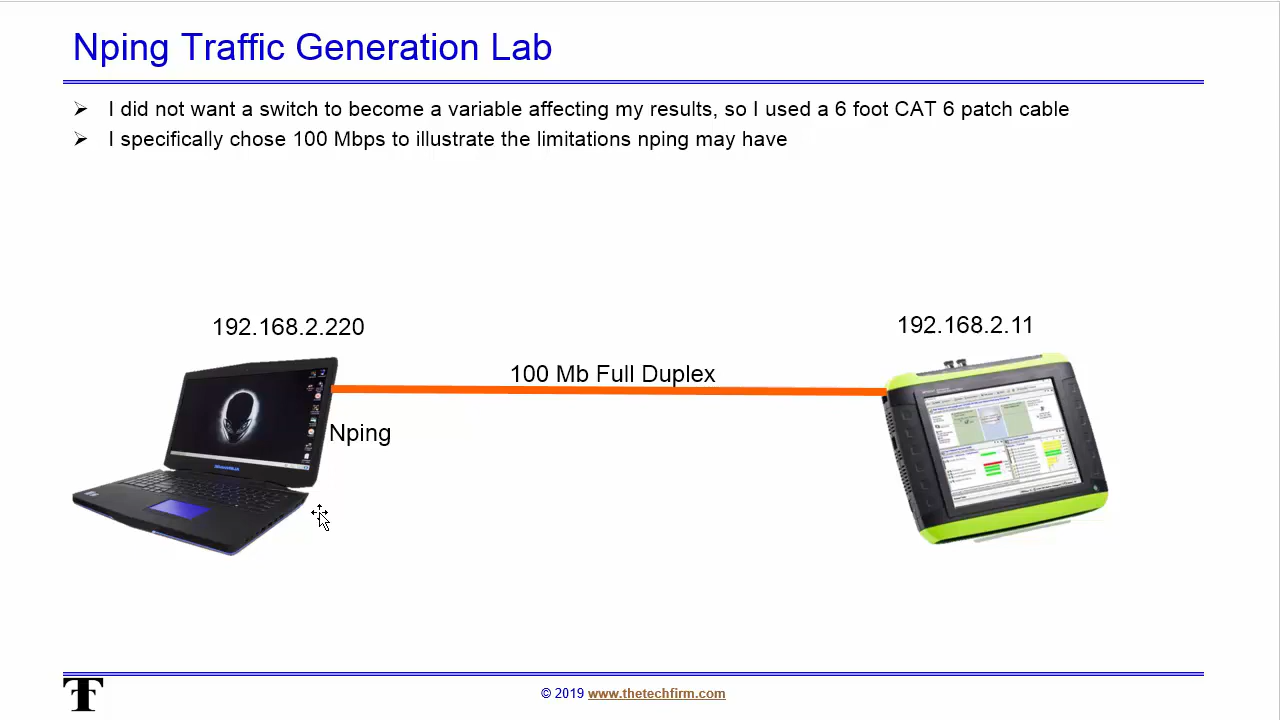 Nping Traffic Generation Lab
I did not want a switch to become a variable affecting my results, so I used a 6 foot CAT 6 patch cable
I specifically chose 100 Mbps to illustrate the limitations nping may have
192.168.2.220
192.168.2.11
100 Mb Full Duplex
Nping
© 2019 www.thetechfirm.com